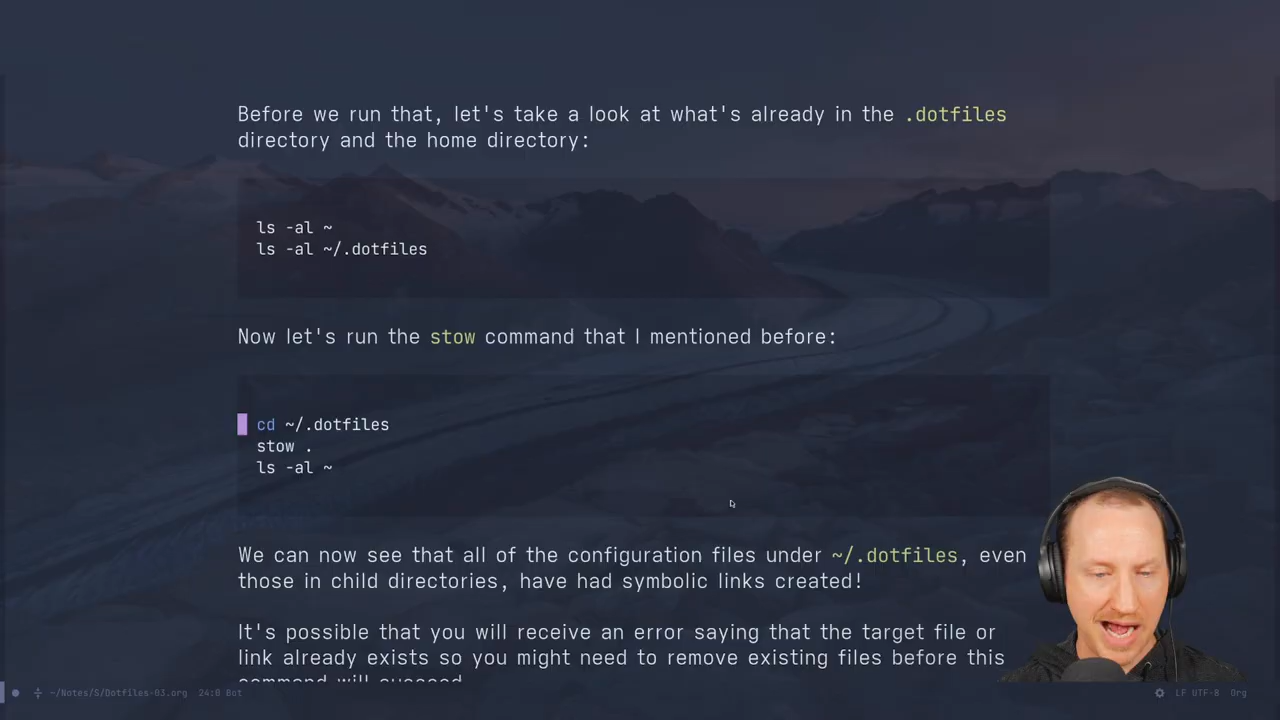 Before we run that, let's take a look at what's already in the .dotfiles
directory and the home directory:
ls -al ~
ls -al ~/.dotfiles
Now let's run the stow command that I mentioned before:
cd ~/.dotfiles
stow .
ls -al ~
We can now see that all of the configuration files under ~/.dotfiles, even
those in child directories, have had symbolic links created!
It's possible that you will receive an error saying that the target file or
link already exists so you might need to remove existing files before this
command will succeed
~/Notes/S/Dotfiles-03.org 24:0 Bot
LF UTF-8 Org